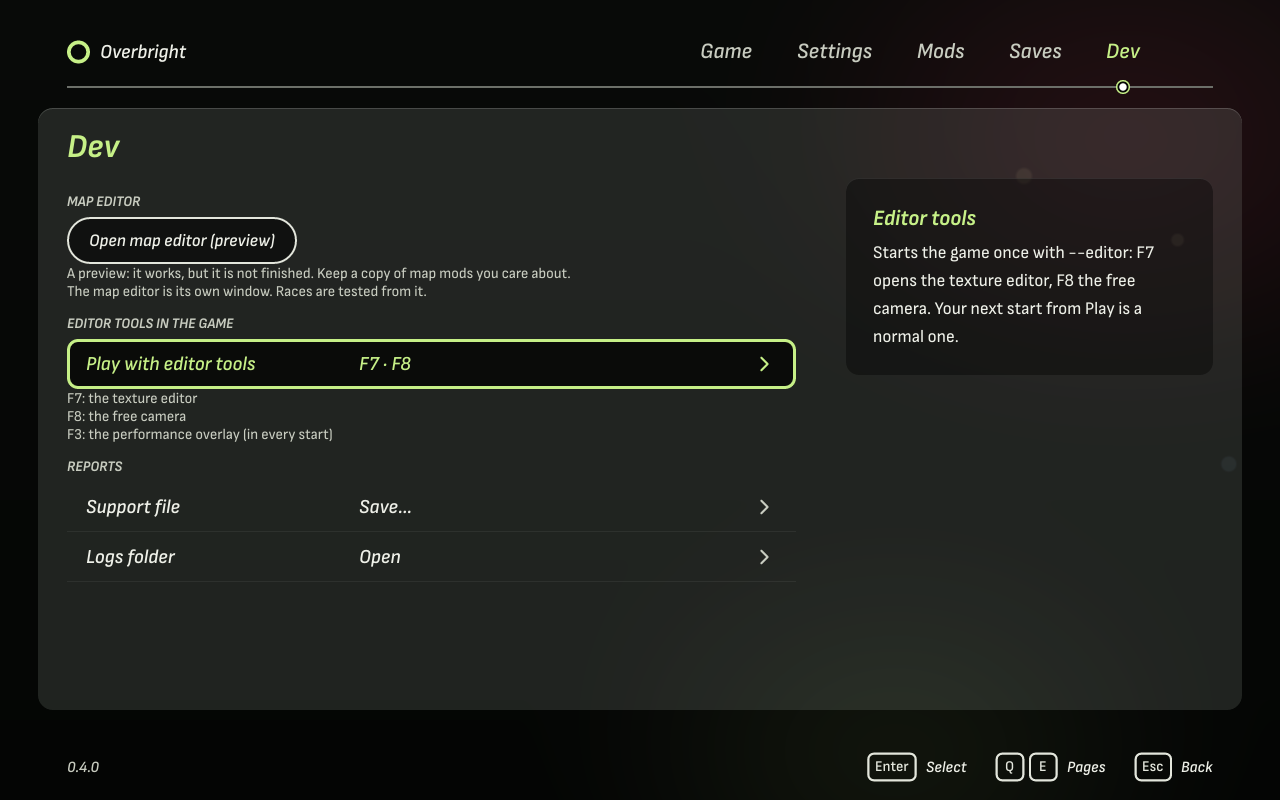 Overbright
Game
Settings
Mods
Saves
Dev
Dev
MAP EDITOR
Open map editor (preview)
A preview: it works, but it is not finished. Keep a copy of map mods you care about.
The map editor is its own window. Races are tested from it.
EDITOR TOOLS IN THE GAME
Play with editor tools
F7 · F8
F7: the texture editor
F8: the free camera
F3: the performance overlay (in every start)
REPORTS
Support file
Save...
Logs folder
Open
Editor tools
Starts the game once with --editor: F7
opens the texture editor, F8 the free
camera. Your next start from Play is a
normal one.
0.4.0
Enter Select
Q E Pages
Esc Back